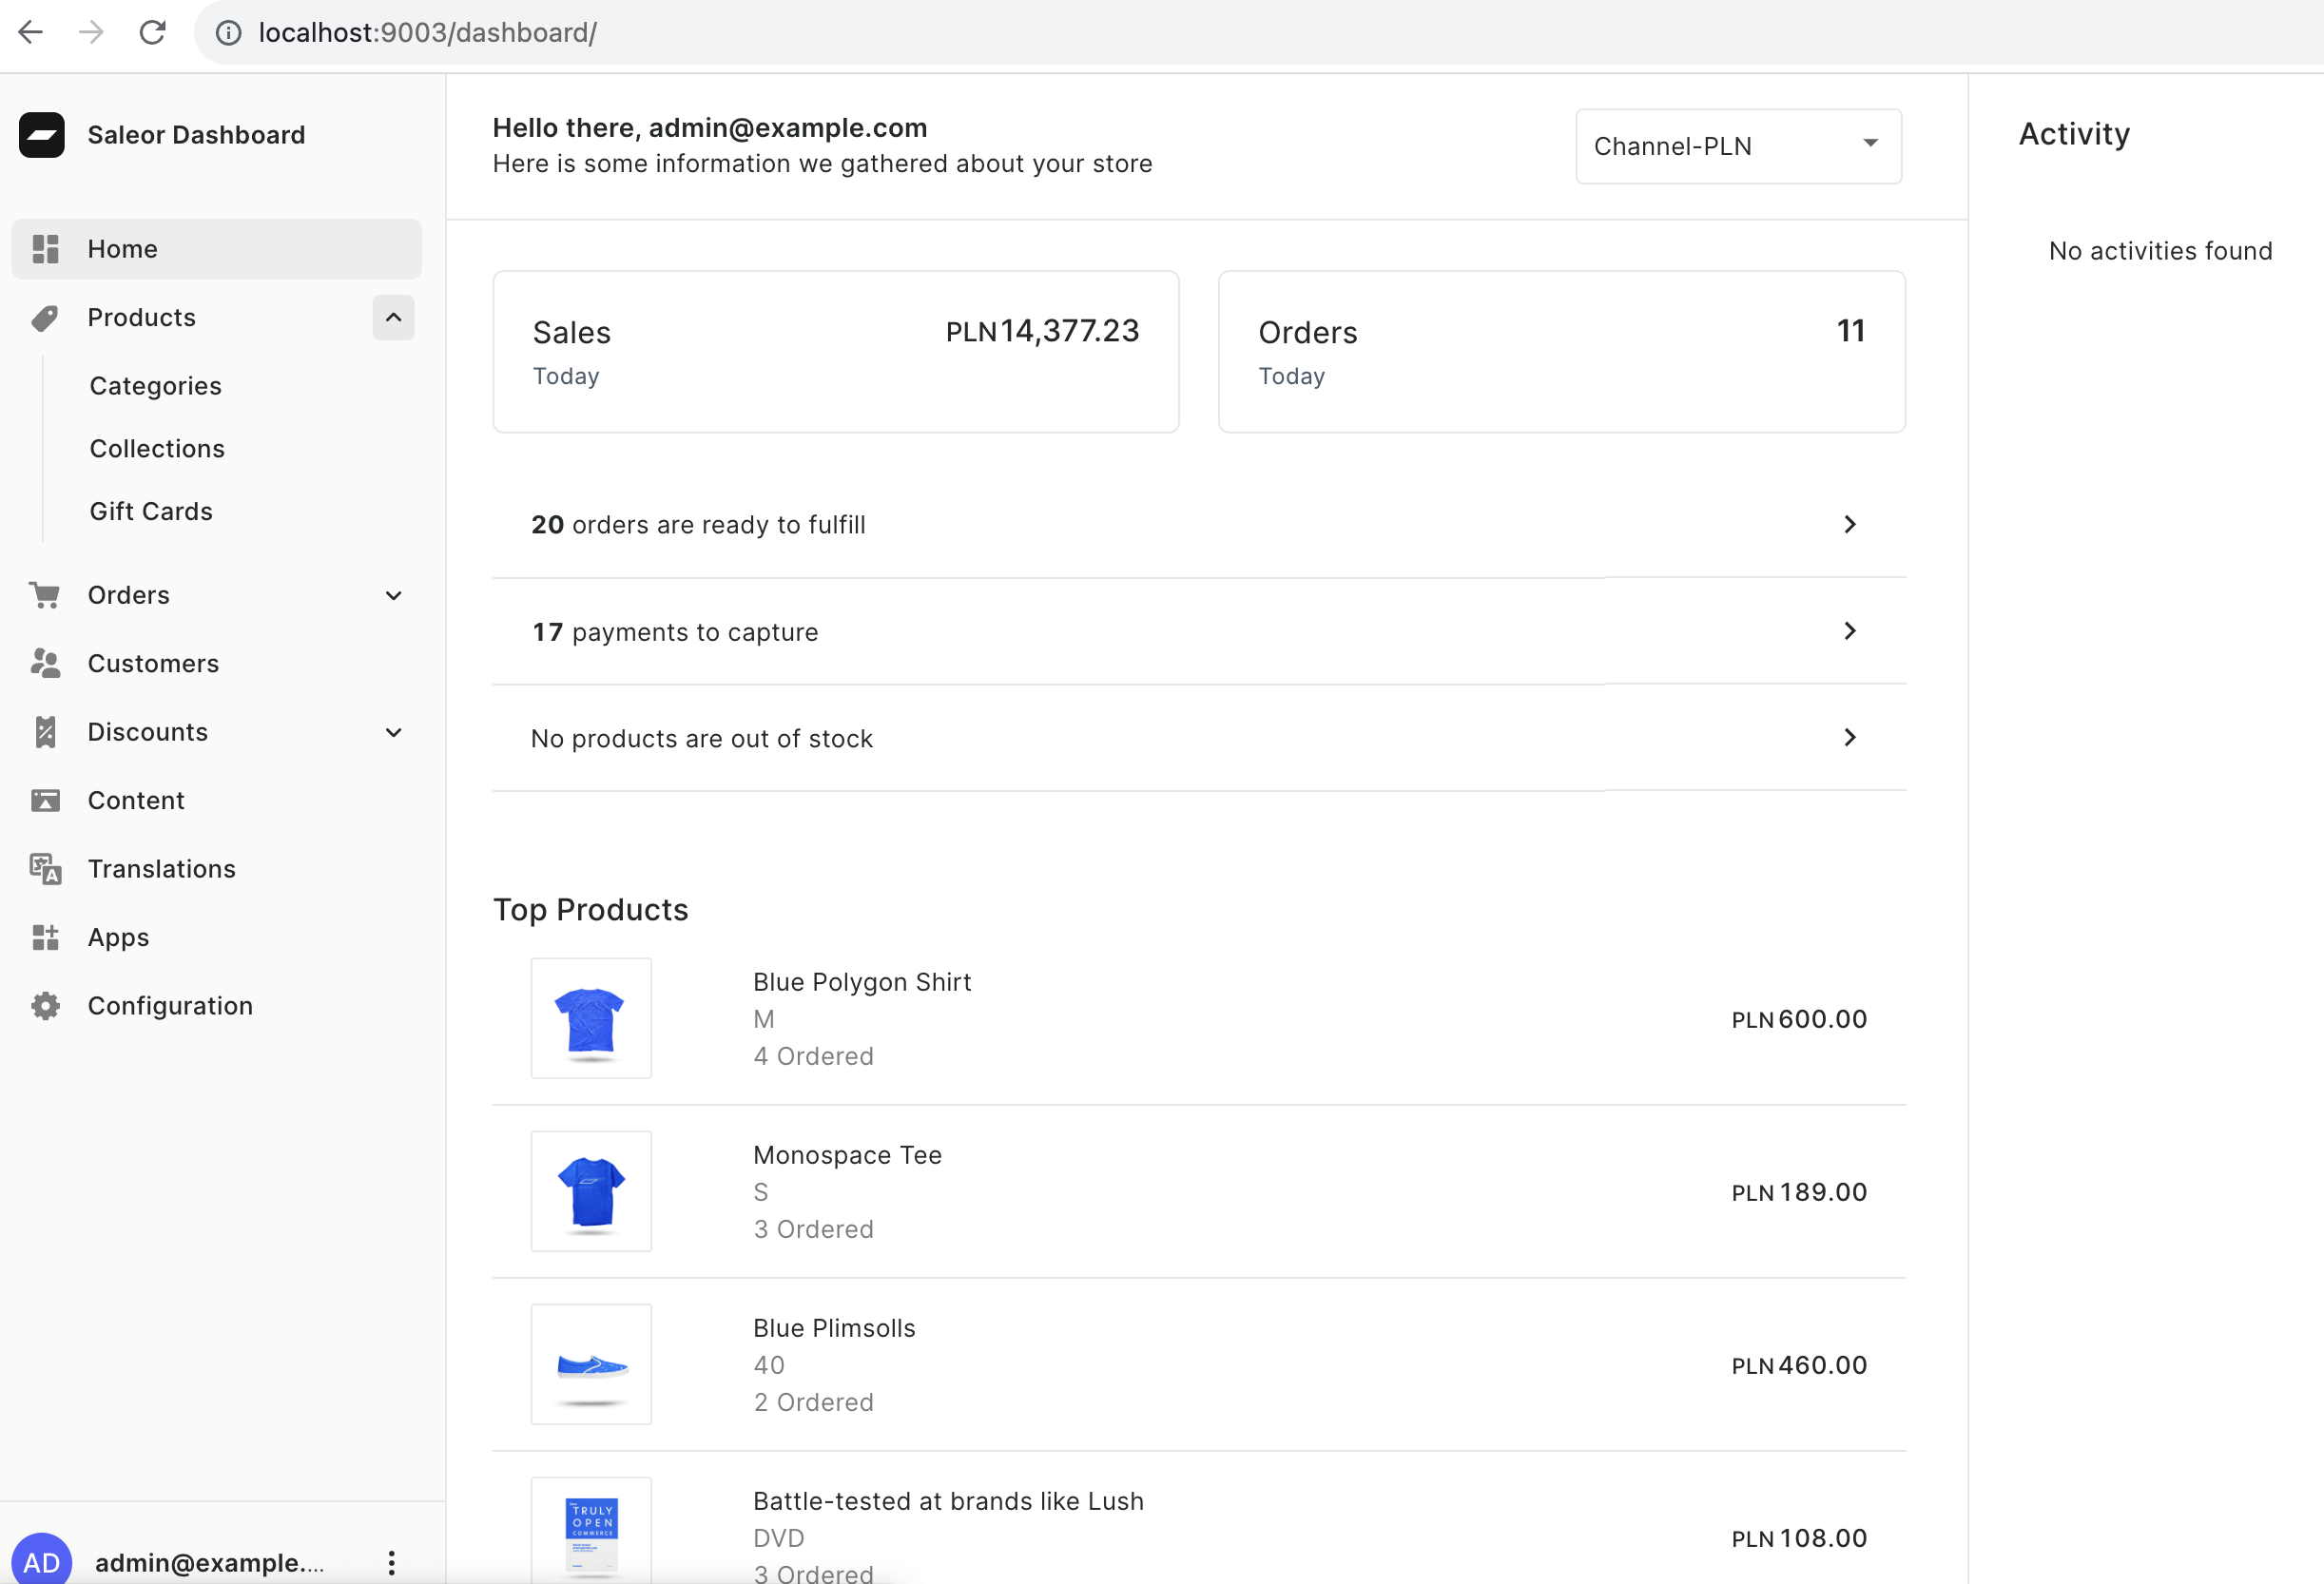 localhost:9003/dashboard/
Saleor Dashboard
Home
Products
Categories
Collections
Gift Cards
Orders
Customers
Discounts
Content
Translations
Apps
Configuration
AD
admin@example....
Hello there, admin@example.com
Here is some information we gathered about your store
Channel-PLN
Sales
PLN14,377.23
Today
Orders
11
Today
20 orders are ready to fulfill
17 payments to capture
No products are out of stock
Top Products
Blue Polygon Shirt
M
4 Ordered
PLN 600.00
Monospace Tee
S
3 Ordered
PLN 189.00
Blue Plimsolls
40
2 Ordered
PLN 460.00
TRULY
OPEN
COMMERCE
Battle-tested at brands like Lush
DVD
3 Ordered
PLN 108.00
Activity
No activities found